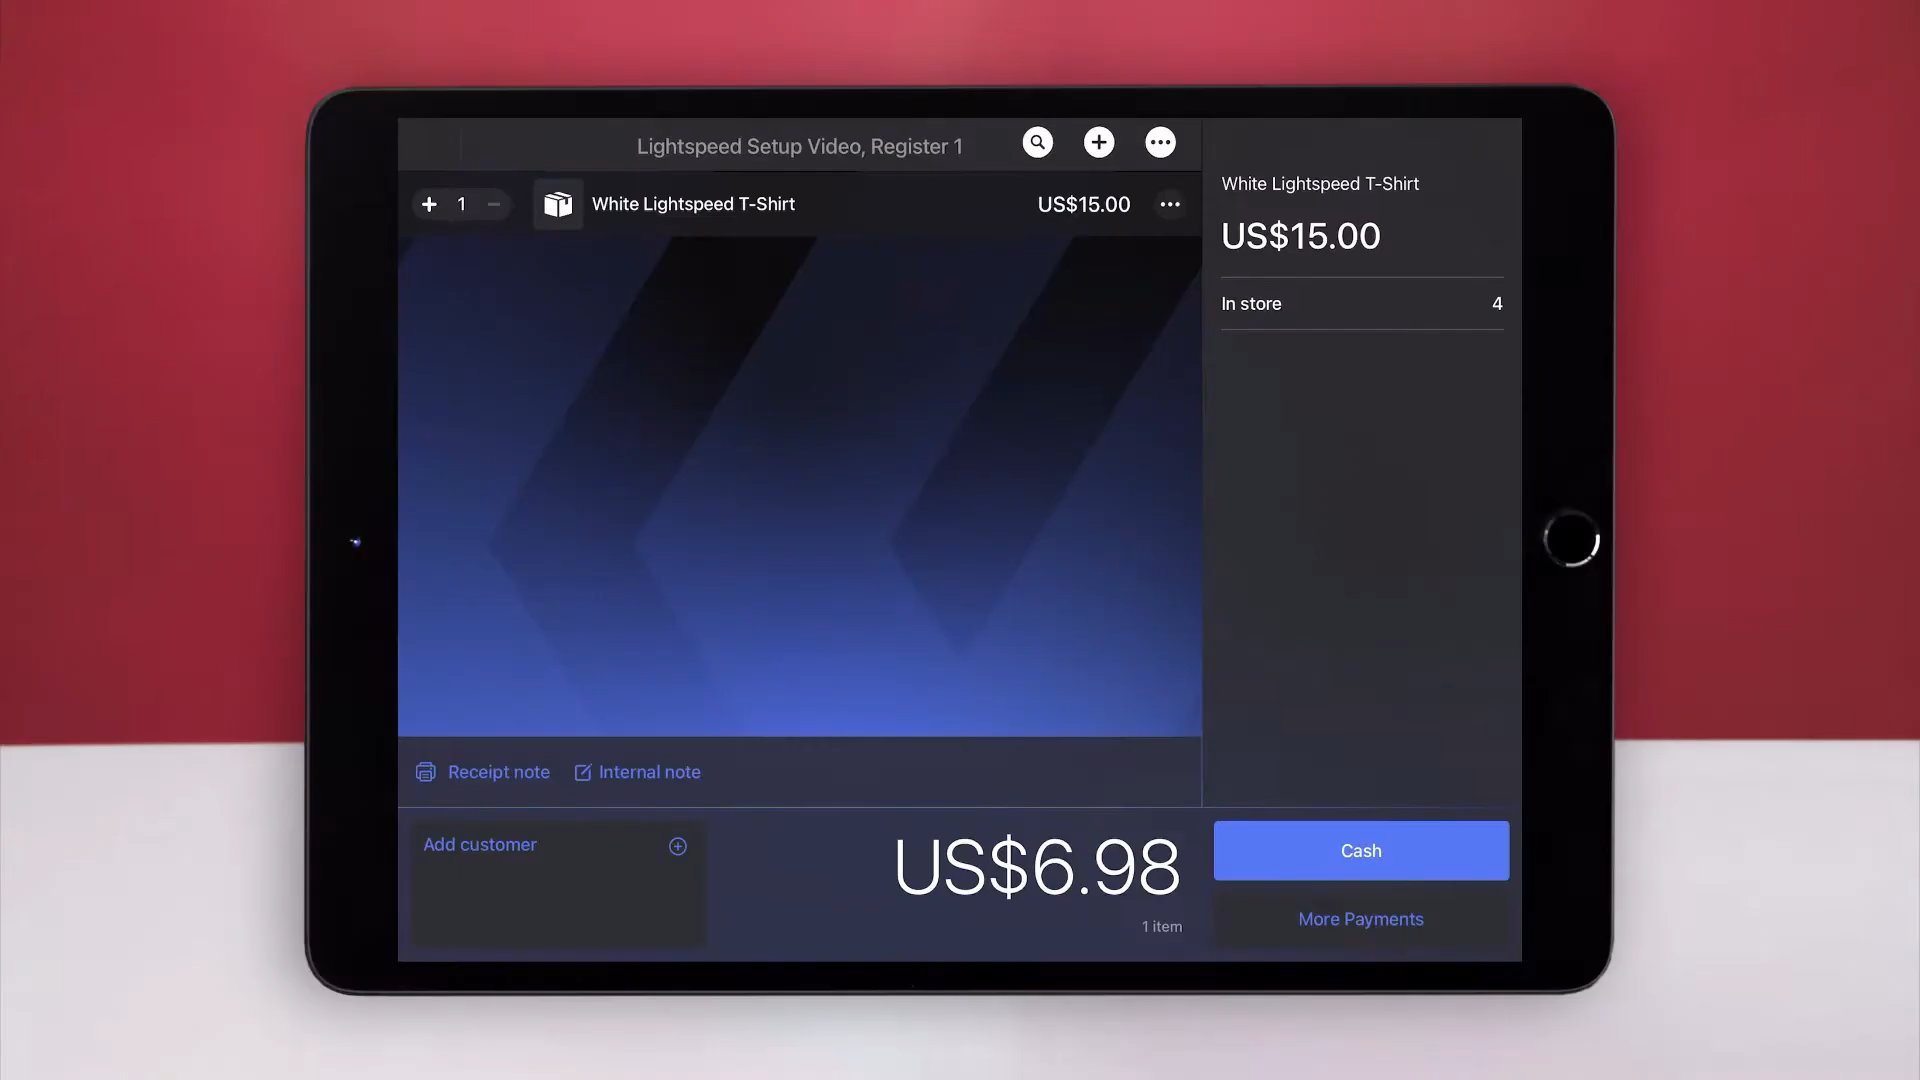 Lightspeed Setup Video, Register 1
1
White Lightspeed T-Shirt
US$15.00
White Lightspeed T-Shirt
US$15.00
In store 4
Receipt note
Internal note
Add customer
US$6.98
1 item
Cash
More Payments